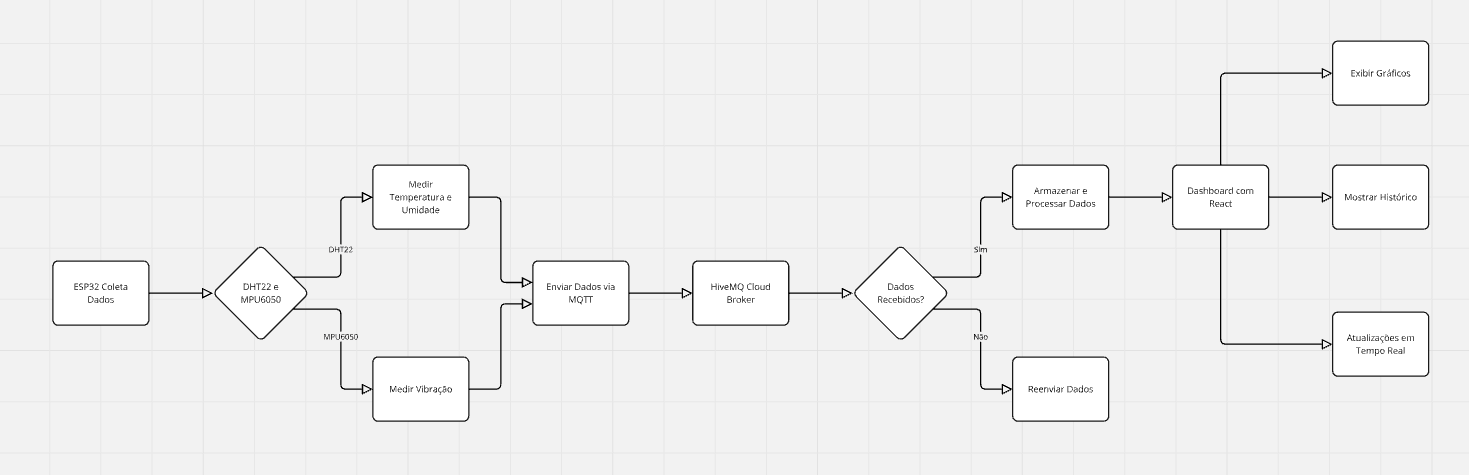 ESP32 Coleta
Dados
DHT22 e
MPU6050
DHT22
MPU6050
Medir
Temperatura e
Umidade
Medir Vibração
Enviar Dados via
MQTT
HiveMQ Cloud
Broker
Dados
Recebidos?
Sim
Não
Armazenar e
Processar Dados
Reenviar Dados
Dashboard com
React
Exibir Gráficos
Mostrar Histórico
Atualizações em
Tempo Real